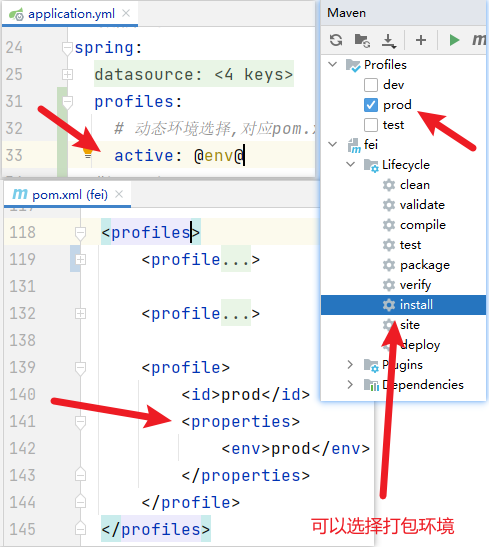 application.yml
24 spring:
25 datasource: <4 keys>
31 profiles:
32 # 动态环境选择,对应pom.
33 active: @env@
pom.xml (fei)
118 <profiles>
119 <profile...>
131
132 <profile...>
138
139 <profile>
140 <id>prod</id>
141 <properties>
142 <env>prod</env>
143 </properties>
144 </profile>
145 </profiles>
Maven
Profiles
dev
prod
test
fei
Lifecycle
clean
validate
compile
test
package
verify
install
site
deploy
Plugins
Dependencies
可以选择打包环境